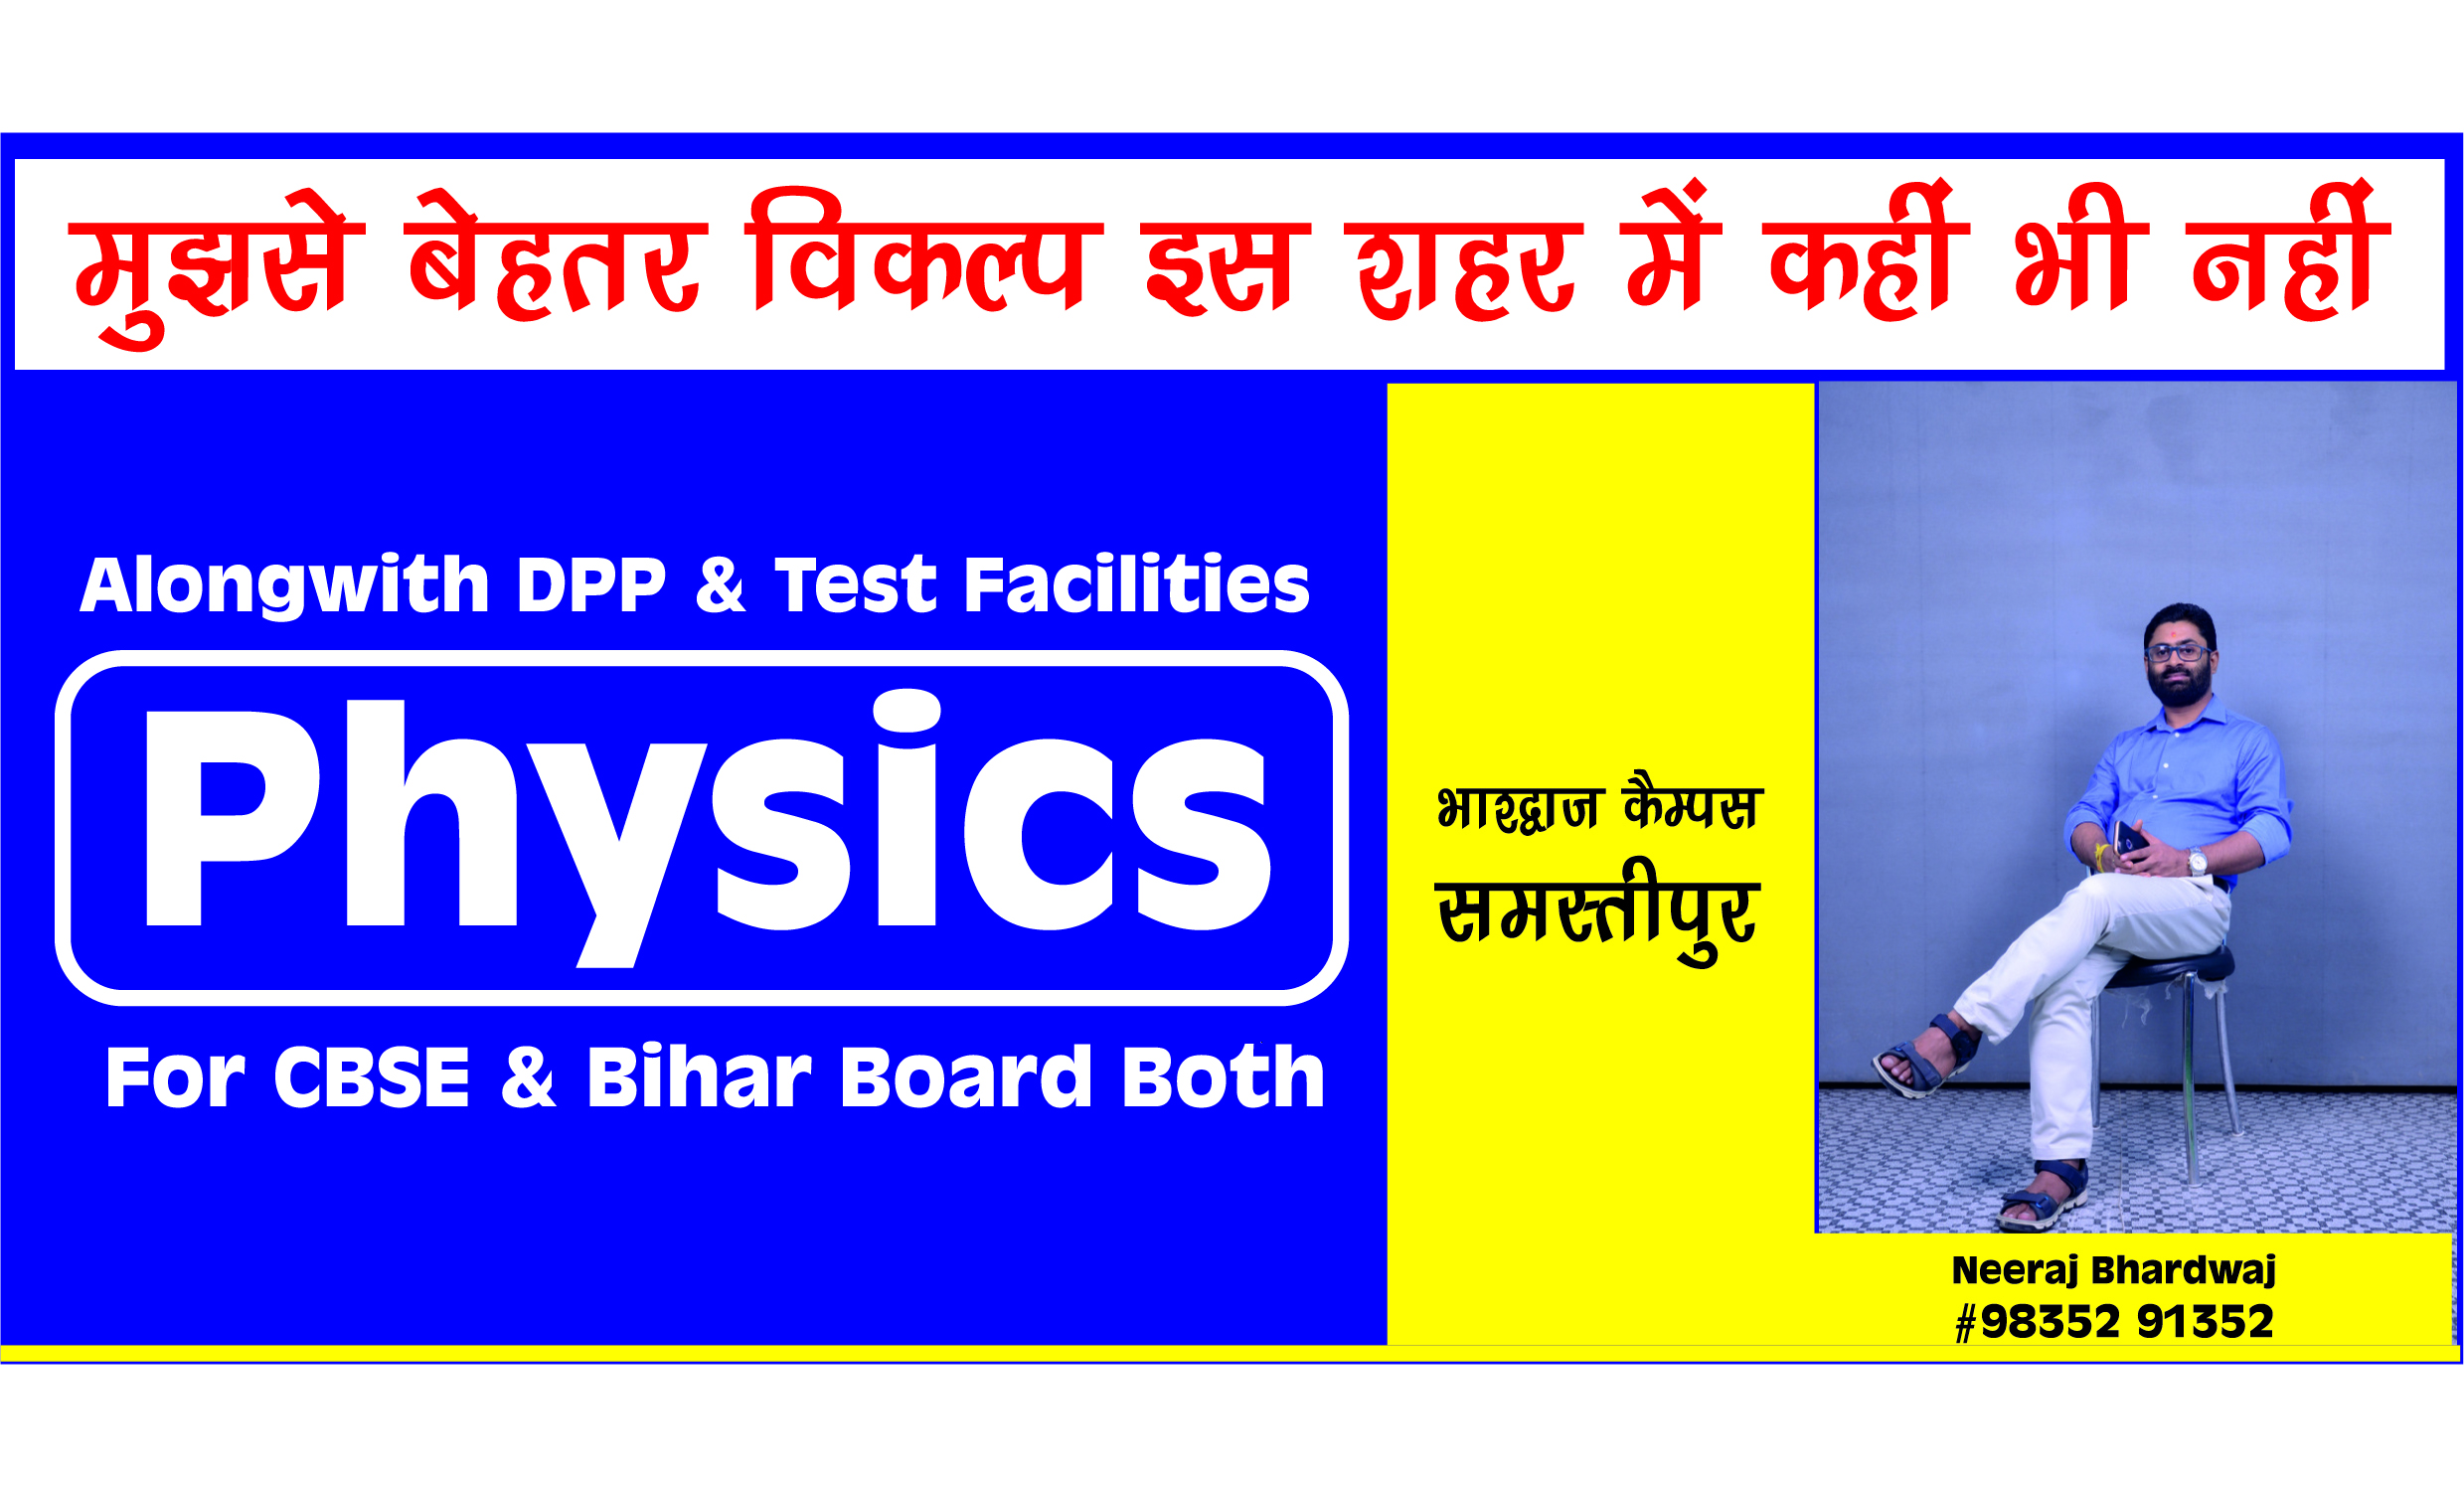 मुझसे बेहतर विकल्प इस शहर में कहीं भी नहीं
Alongwith DPP & Test Facilities
Physics
For CBSE & Bihar Board Both
भारद्वाज कैम्पस
समस्तीपुर
Neeraj Bhardwaj
#98352 91352